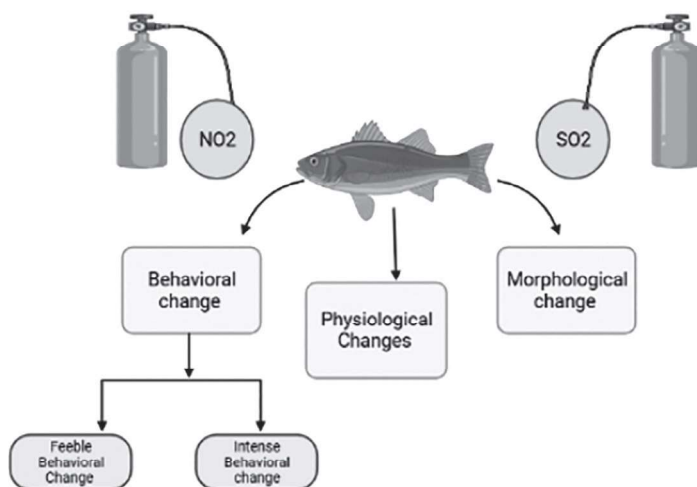 NO2
SO2
Behavioral
change
Physiological
Changes
Morphological
change
Feeble
Behavioral
Change
Intense
Behavioral
change